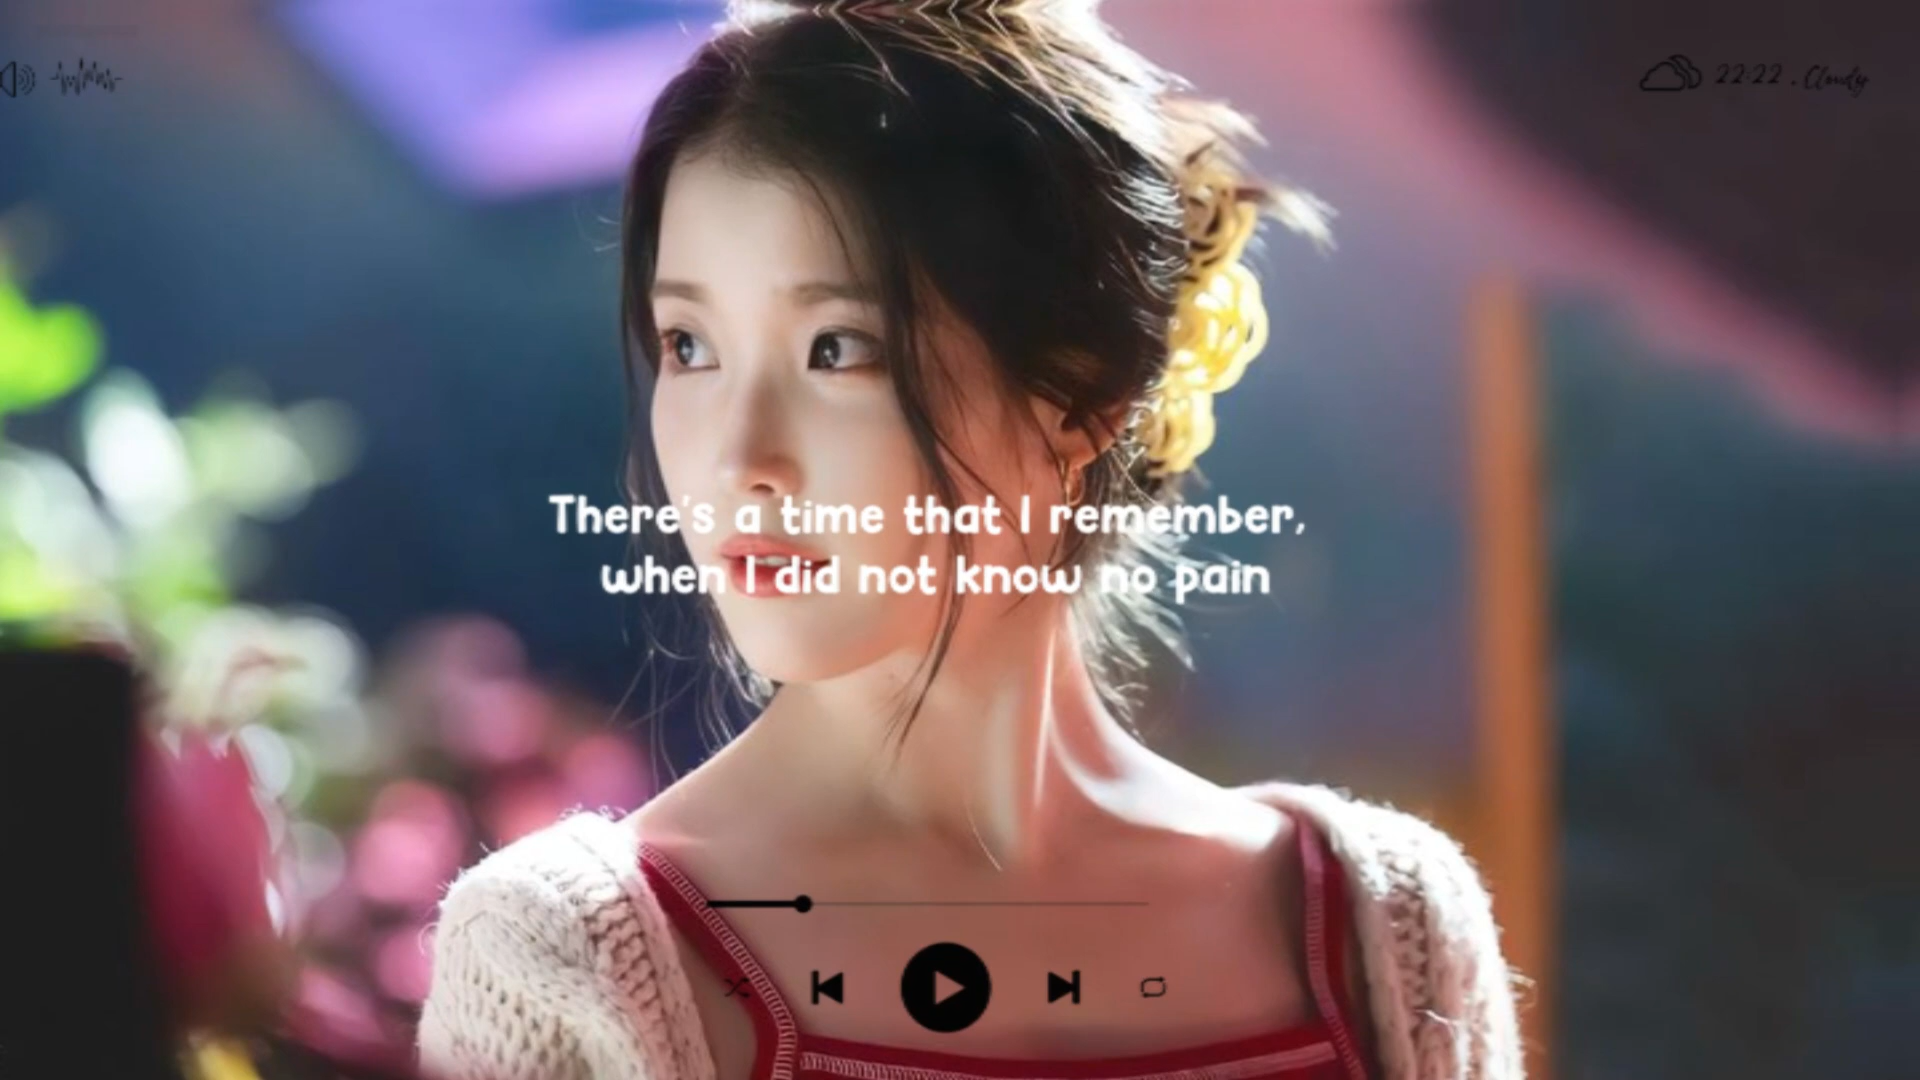 22:22 . Cloudy
There's a time that I remember,
when I did not know no pain